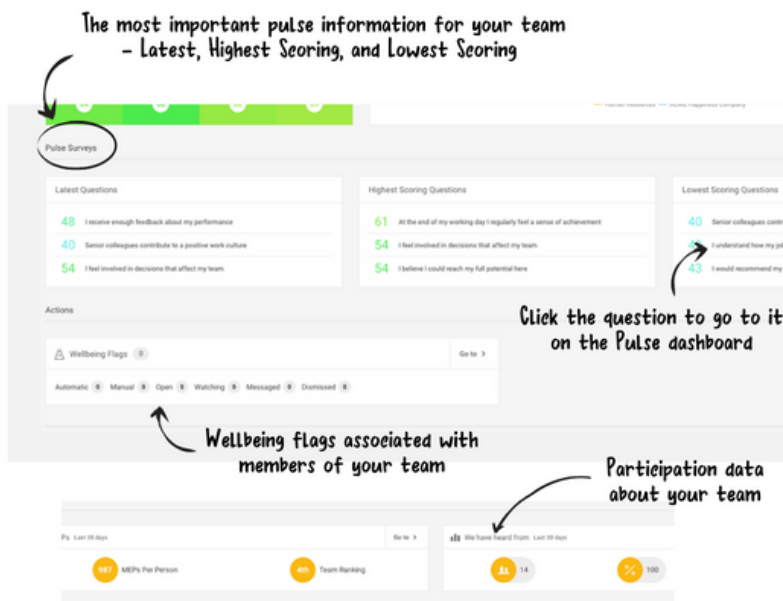 The most important pulse information for your team
– Latest, Highest Scoring, and Lowest Scoring
Pulse Surveys
Latest Questions
48 I receive enough feedback about my performance
40 Senior colleagues contribute to a positive work culture
54 I feel involved in decisions that affect my team
Highest Scoring Questions
61 At the end of my working day I regularly feel a sense of achievement
54 I feel involved in decisions that affect my team
54 I believe I could reach my full potential here
Lowest Scoring Questions
40 Senior colleagues contr
I understand how my jol
43 I would recommend my
Click the question to go to it
on the Pulse dashboard
Actions
Wellbeing Flags 0
Go to >
Automatic 0 Manual 0 Open 0 Watching 0 Messaged 0 Dismissed 0
Wellbeing flags associated with
members of your team
Participation data
about your team
Ps Last 30 days
Go to >
987 MEPs Per Person
4th Team Ranking
We have heard from Last 30 days
14
% 100